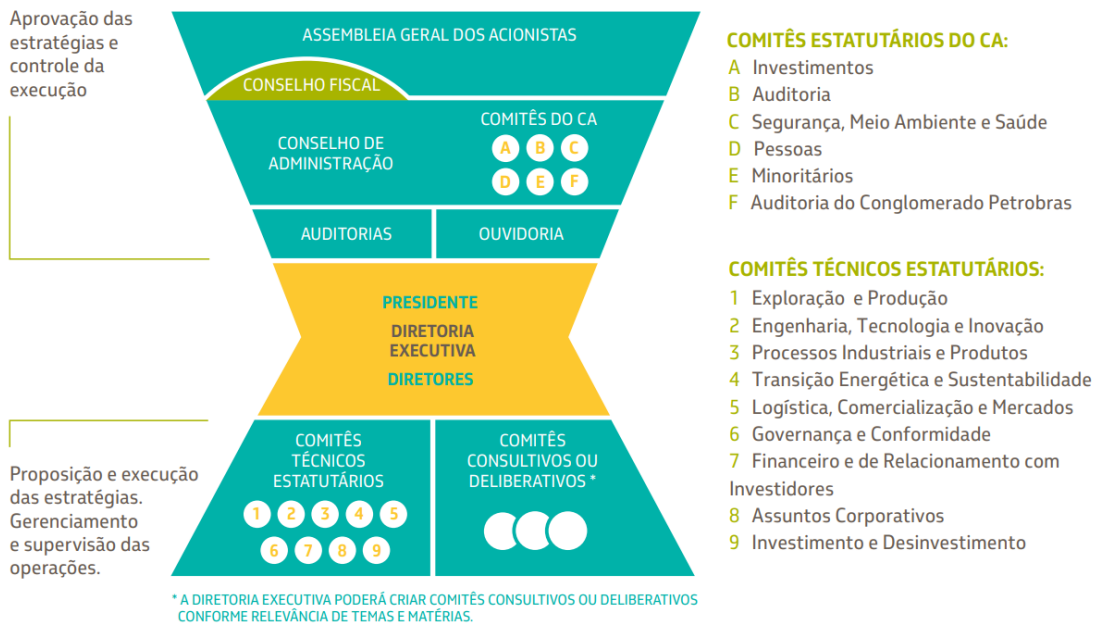 Aprovação das
estratégias e
controle da
execução
ASSEMBLEIA GERAL DOS ACIONISTAS
CONSELHO FISCAL
CONSELHO DE
ADMINISTRAÇÃO
COMITÊS DO CA
A B C
D E F
AUDITORIAS
OUVIDORIA
PRESIDENTE
DIRETORIA
EXECUTIVA
DIRETORES
Proposição e execução
das estratégias.
Gerenciamento
e supervisão das
operações.
COMITÊS
TÉCNICOS
ESTATUTÁRIOS
1 2 3 4 5
6 7 8 9
COMITÊS
CONSULTIVOS OU
DELIBERATIVOS *
* A DIRETORIA EXECUTIVA PODERÁ CRIAR COMITÊS CONSULTIVOS OU DELIBERATIVOS
CONFORME RELEVÂNCIA DE TEMAS E MATÉRIAS.
COMITÊS ESTATUTÁRIOS DO CA:
A Investimentos
B Auditoria
C Segurança, Meio Ambiente e Saúde
D Pessoas
E Minoritários
F Auditoria do Conglomerado Petrobras
COMITÊS TÉCNICOS ESTATUTÁRIOS:
1 Exploração e Produção
2 Engenharia, Tecnologia e Inovação
3 Processos Industriais e Produtos
4 Transição Energética e Sustentabilidade
5 Logística, Comercialização e Mercados
6 Governança e Conformidade
7 Financeiro e de Relacionamento com
Investidores
8 Assuntos Corporativos
9 Investimento e Desinvestimento